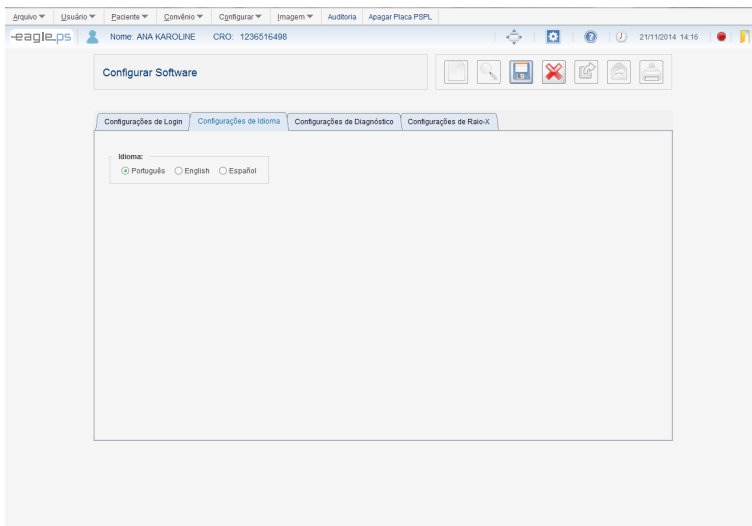 Arquivo Usuário Paciente Convênio Configurar Imagem Auditoria Apagar Placa PSPL
eagle.ps Nome: ANA KAROLINE CRO: 1236516498 21/11/2014 14:16
Configurar Software
Configurações de Login Configurações de Idioma Configurações de Diagnóstico Configurações de Raio-X
Idioma:
Português English Español